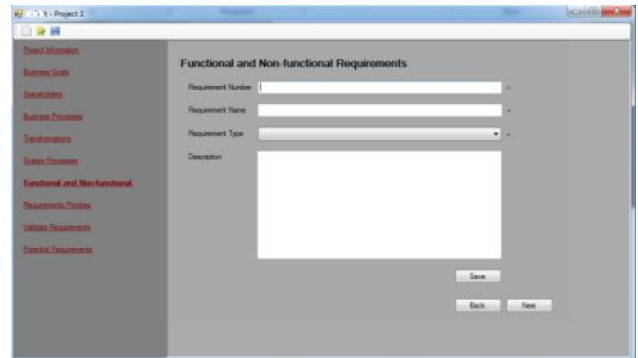 t - Project 1
Project Information
Business Goals
Stakeholders
Business Processes
Transformations
System Processes
Functional and Non-functional
Requirements Priorities
Validate Requirements
Potential Requirements
Functional and Non-functional Requirements
Requirement Number *
Requirement Name *
Requirement Type *
Description
Save
Back Next